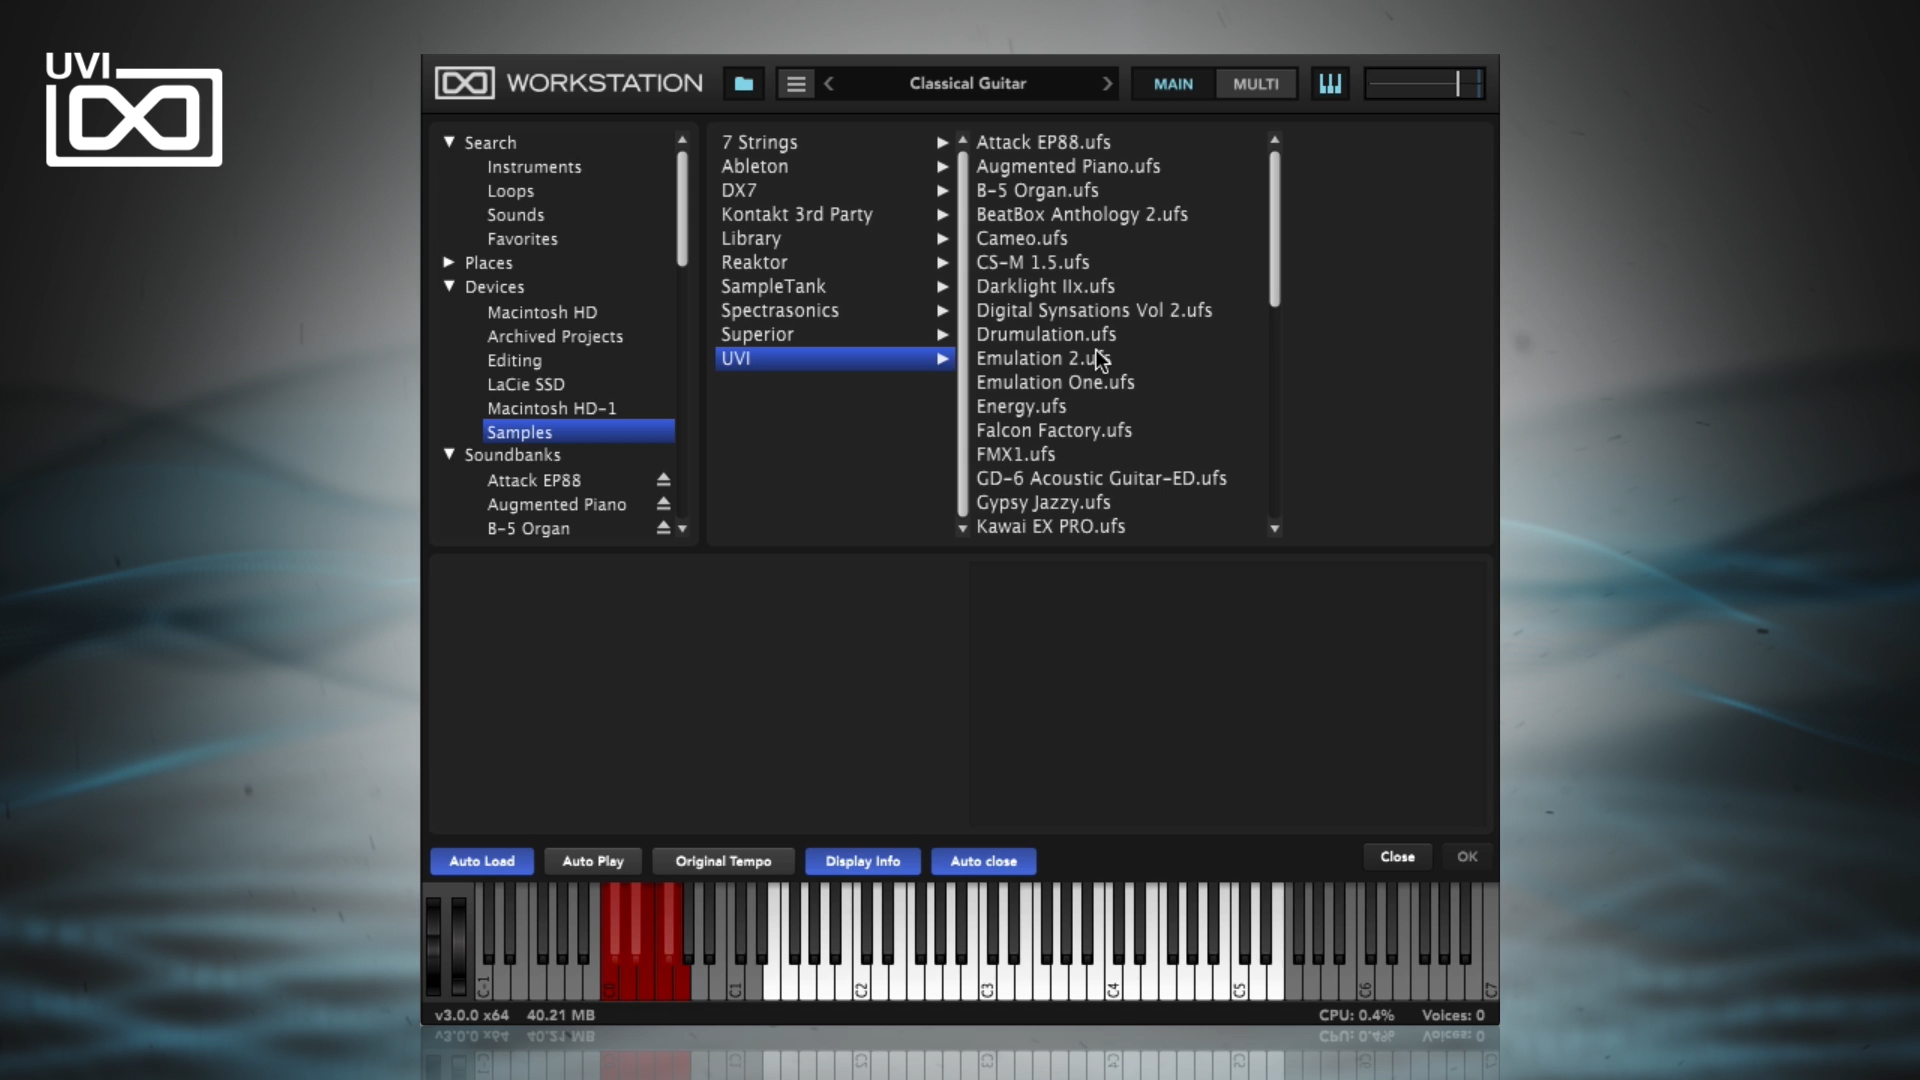 UVI
WORKSTATION
Classical Guitar
MAIN
MULTI
Search
Instruments
Loops
Sounds
Favorites
Places
Devices
Macintosh HD
Archived Projects
Editing
LaCie SSD
Macintosh HD-1
Samples
Soundbanks
Attack EP88
Augmented Piano
B-5 Organ
7 Strings
Ableton
DX7
Kontakt 3rd Party
Library
Reaktor
SampleTank
Spectrasonics
Superior
UVI
Attack EP88.ufs
Augmented Piano.ufs
B-5 Organ.ufs
BeatBox Anthology 2.ufs
Cameo.ufs
CS-M 1.5.ufs
Darklight IIx.ufs
Digital Synsations Vol 2.ufs
Drumulation.ufs
Emulation 2.ufs
Emulation One.ufs
Energy.ufs
Falcon Factory.ufs
FMX1.ufs
GD-6 Acoustic Guitar-ED.ufs
Gypsy Jazzy.ufs
Kawai EX PRO.ufs
Auto Load
Auto Play
Original Tempo
Display Info
Auto close
Close
OK
C-1
C0
C1
C2
C3
C4
C5
C6
C7
v3.0.0 x64
40.21 MB
CPU: 0.4%
Voices: 0